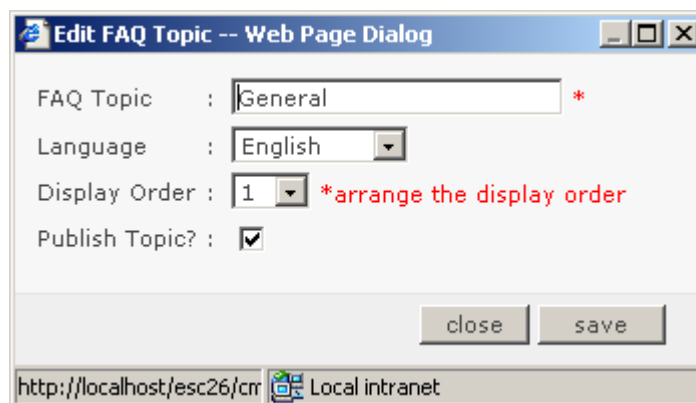 Edit FAQ Topic -- Web Page Dialog
FAQ Topic : General *
Language : English
Display Order : 1 *arrange the display order
Publish Topic? :
close save
http://localhost/esc26/cm Local intranet